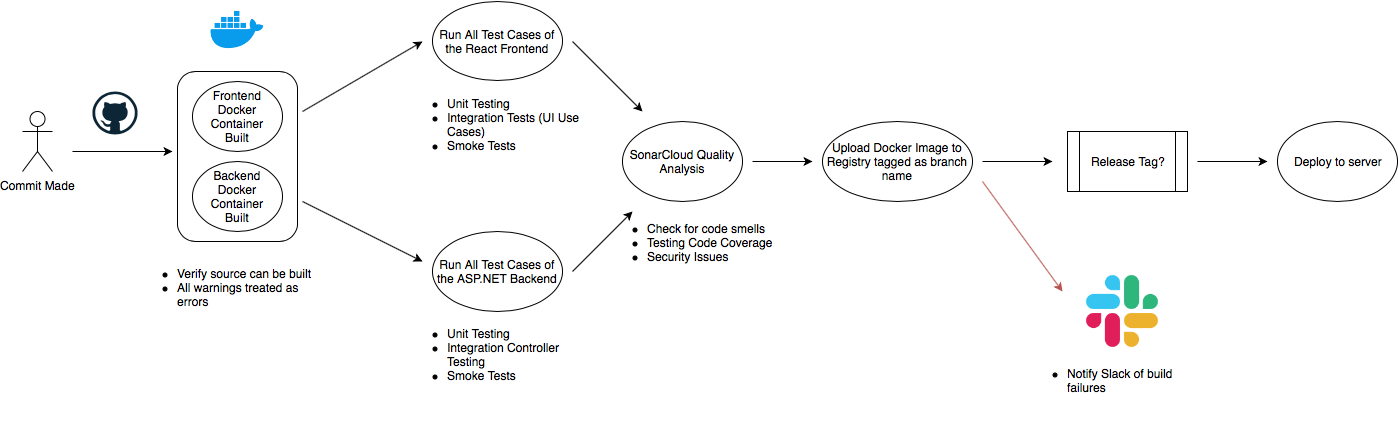 Commit Made
Frontend
Docker
Container
Built
Backend
Docker
Container
Built
• Verify source can be built
• All warnings treated as
errors
Run All Test Cases of
the React Frontend
• Unit Testing
• Integration Tests (UI Use
Cases)
• Smoke Tests
Run All Test Cases of
the ASP.NET Backend
• Unit Testing
• Integration Controller
Testing
• Smoke Tests
SonarCloud Quality
Analysis
• Check for code smells
• Testing Code Coverage
• Security Issues
Upload Docker Image to
Registry tagged as branch
name
Release Tag?
Deploy to server
• Notify Slack of build
failures